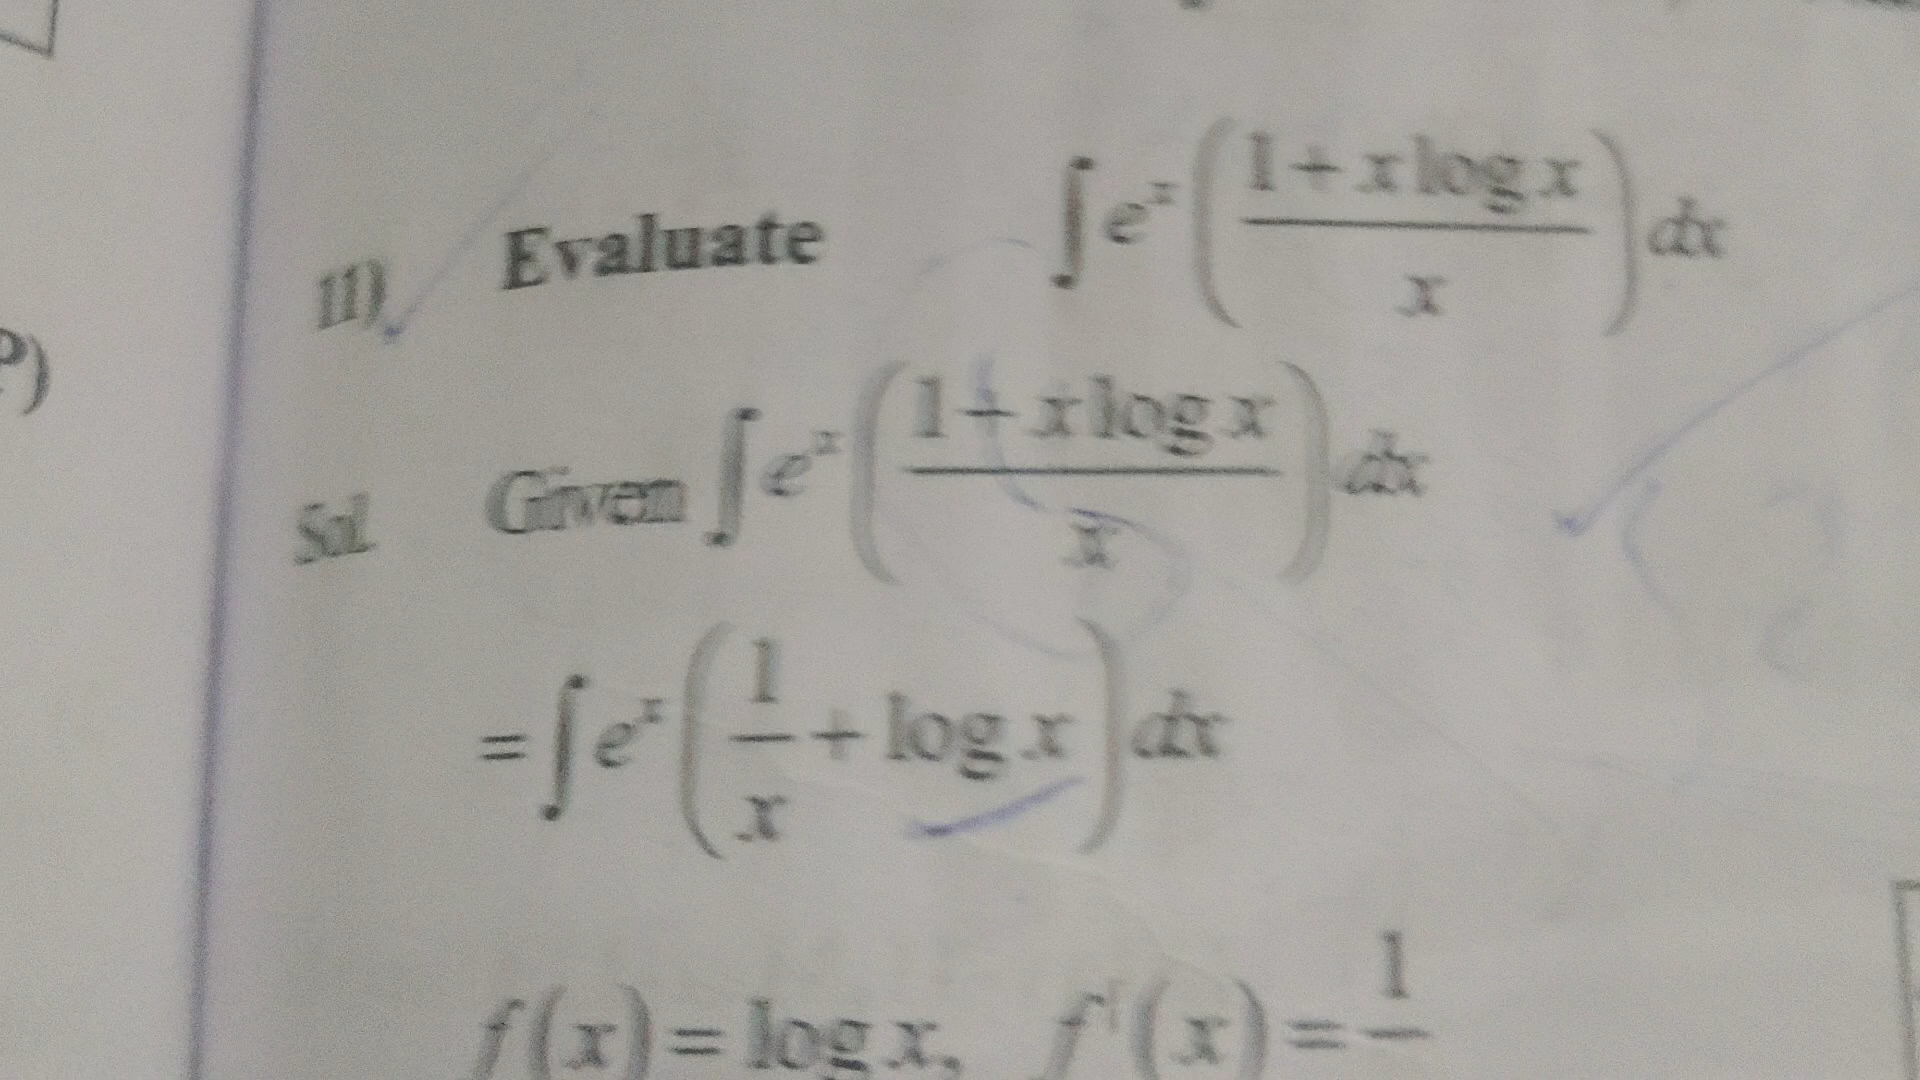 11) Evaluate ∫ e^x ( (1 + x log x) / x ) dx
Sol. Given ∫ e^x ( (1 + x log x) / x ) dx
= ∫ e^x ( 1/x + log x ) dx
f(x) = log x, f'(x) = 1